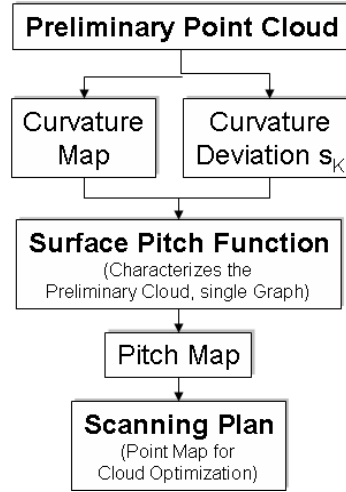 Preliminary Point Cloud
Curvature
Map
Curvature
Deviation s_K
Surface Pitch Function
(Characterizes the
Preliminary Cloud, single Graph)
Pitch Map
Scanning Plan
(Point Map for
Cloud Optimization)